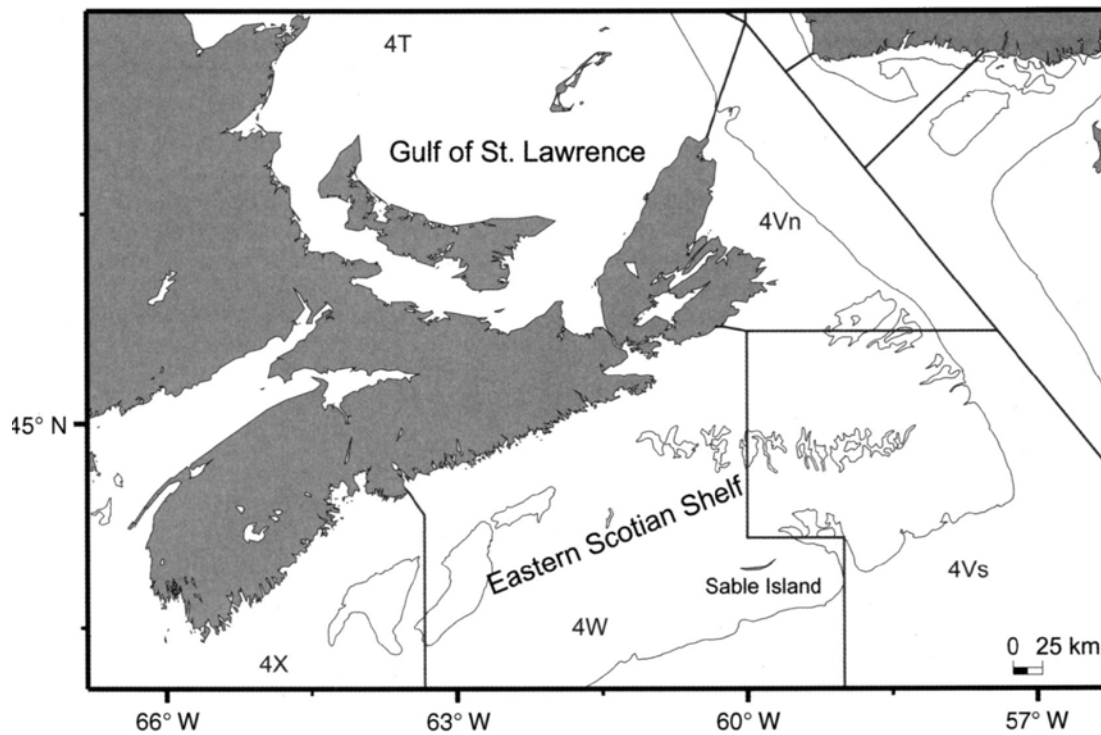 4T
Gulf of St. Lawrence
4Vn
45° N
Eastern Scotian Shelf
Sable Island
4Vs
4W
4X
0 25 km
66° W 63° W 60° W 57° W